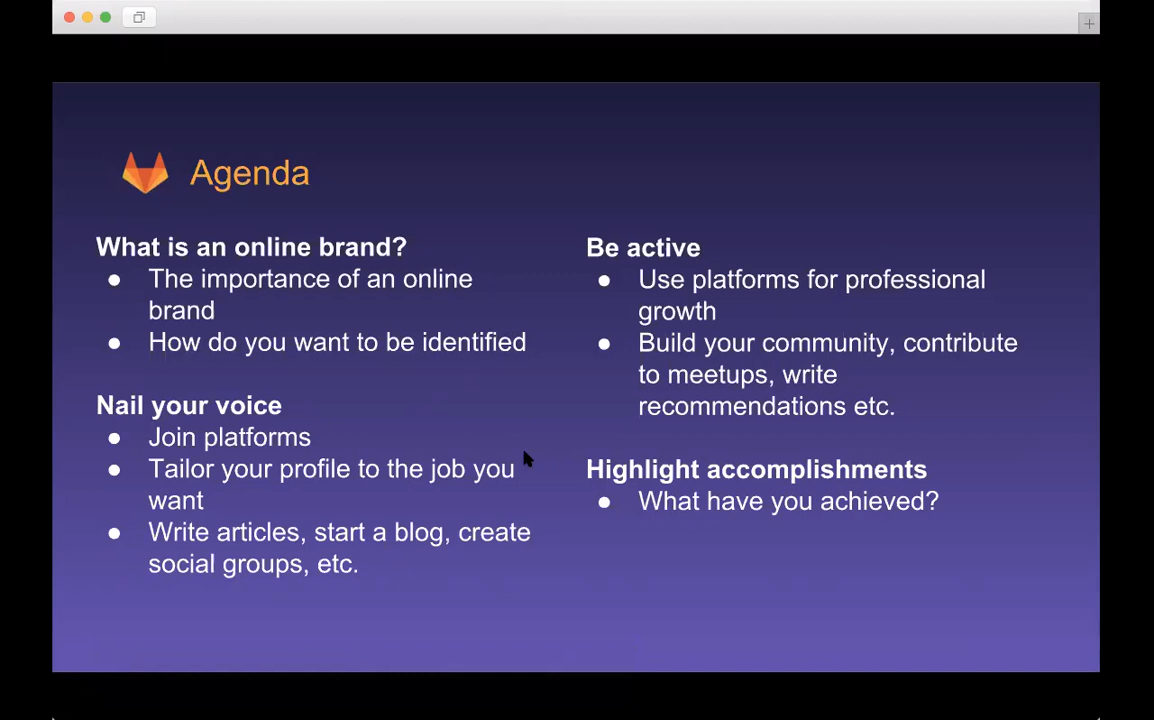 Agenda
What is an online brand?
● The importance of an online
brand
● How do you want to be identified
Nail your voice
● Join platforms
● Tailor your profile to the job you
want
● Write articles, start a blog, create
social groups, etc.
Be active
● Use platforms for professional
growth
● Build your community, contribute
to meetups, write
recommendations etc.
Highlight accomplishments
● What have you achieved?